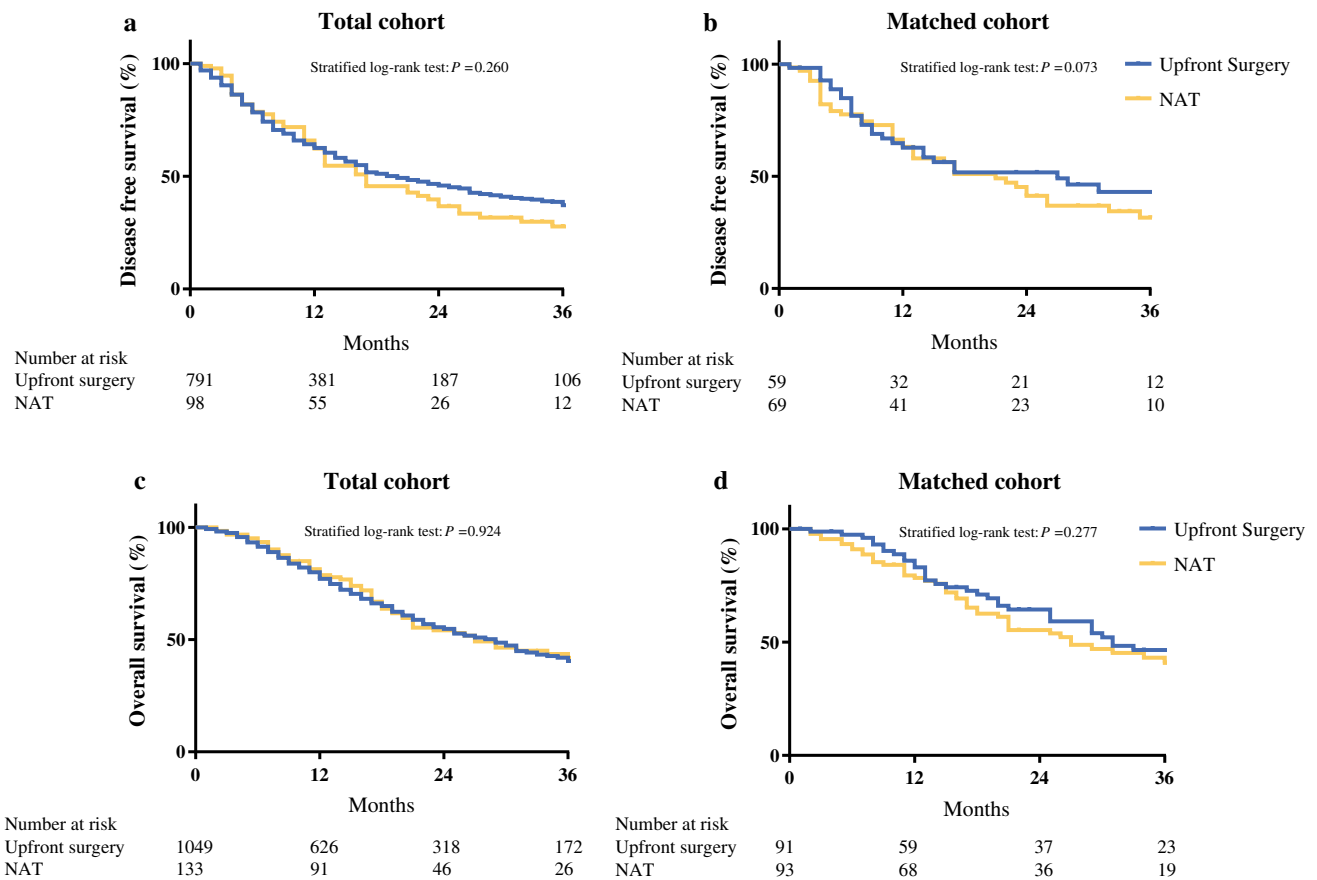 a
Total cohort
Stratified log-rank test: P =0.260
Disease free survival (%)
100
50
0
0 12 24 36
Months
Number at risk
Upfront surgery 791 381 187 106
NAT 98 55 26 12
b
Matched cohort
Stratified log-rank test: P =0.073
Upfront Surgery
NAT
Disease free survival (%)
100
50
0
0 12 24 36
Months
Number at risk
Upfront surgery 59 32 21 12
NAT 69 41 23 10
c
Total cohort
Stratified log-rank test: P =0.924
Overall survival (%)
100
50
0
0 12 24 36
Months
Number at risk
Upfront surgery 1049 626 318 172
NAT 133 91 46 26
d
Matched cohort
Stratified log-rank test: P =0.277
Upfront Surgery
NAT
Overall survival (%)
100
50
0
0 12 24 36
Months
Number at risk
Upfront surgery 91 59 37 23
NAT 93 68 36 19